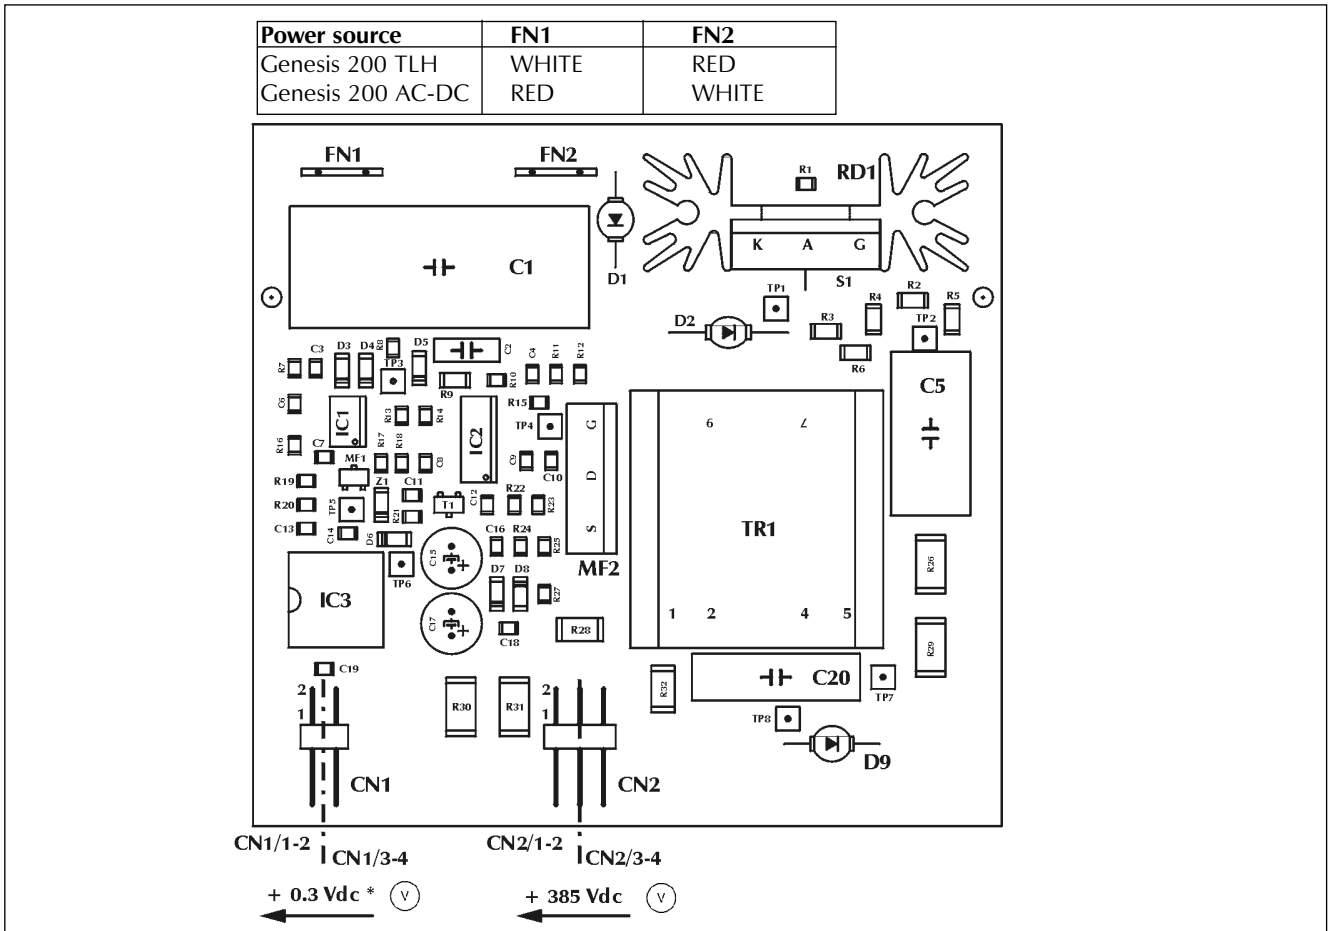 Power source FN1 FN2
Genesis 200 TLH WHITE RED
Genesis 200 AC-DC RED WHITE
FN1 FN2 R1 RD1
K A G
C1 D1 S1
TP1 R4 R2 R5
D2 R3 TP2
R6
R7 C3 D3 D4 R8 D5 C2 C4 R11 R12
TP3 R9 R10 C5
C6 IC1 R13 R14 IC2 R15 TP4 G 6 7
R16 C7 R17 R18 C8 C9 C10
MF1 D
R19 Z1 C11 T1 C12 R22 R23
R20 TP5 R21 S TR1
C13 C14 D6 C15 + C16 R24 R25
MF2 R26
TP6 D7 D8
IC3 R27 1 2 4 5
C17 + C18 R28 R29
C19 C20
2 2 R32 TP7
1 R30 R31 1 TP8
CN1 CN2 D9
CN1/1-2 CN2/1-2
CN1/3-4 CN2/3-4
+ 0.3 Vdc * V + 385 Vdc V